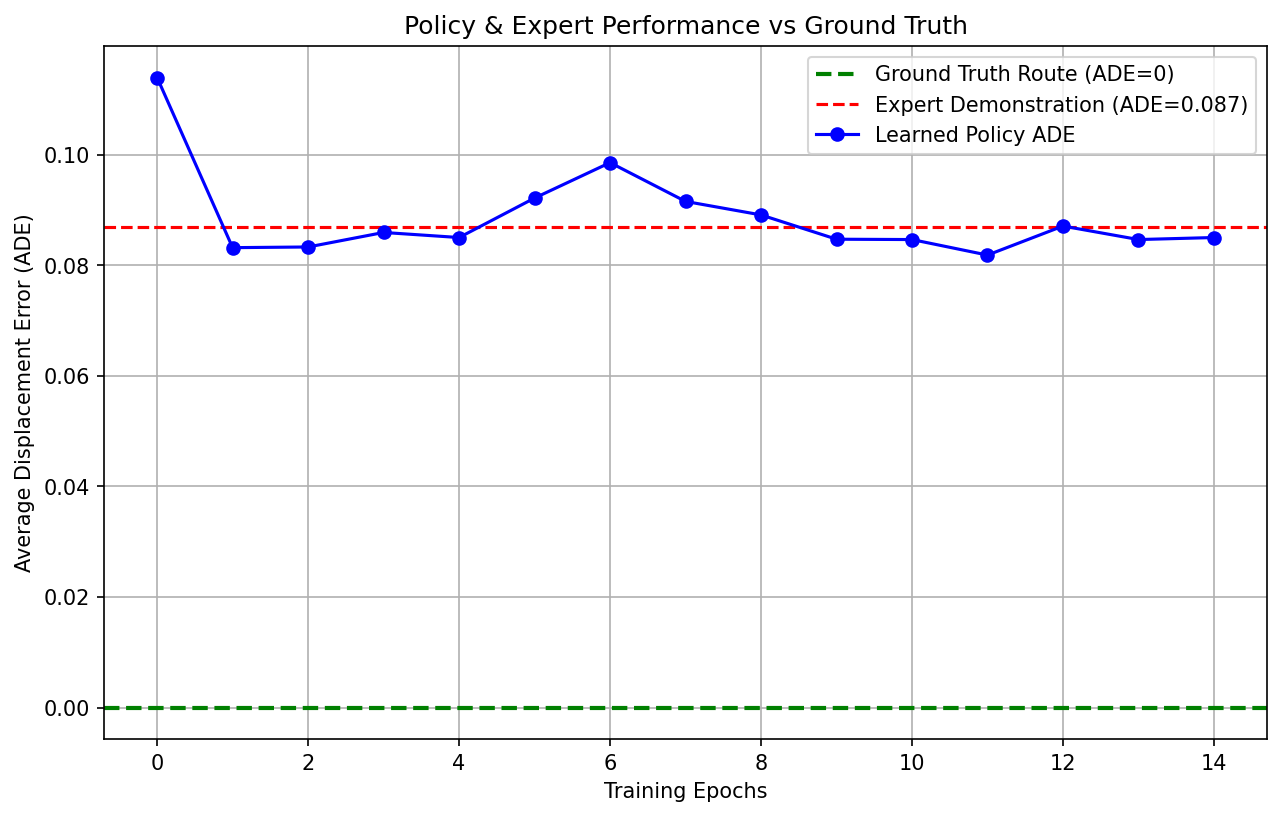 Policy & Expert Performance vs Ground Truth
Ground Truth Route (ADE=0)
Expert Demonstration (ADE=0.087)
Learned Policy ADE
Average Displacement Error (ADE)
0.10
0.08
0.06
0.04
0.02
0.00
0 2 4 6 8 10 12 14
Training Epochs